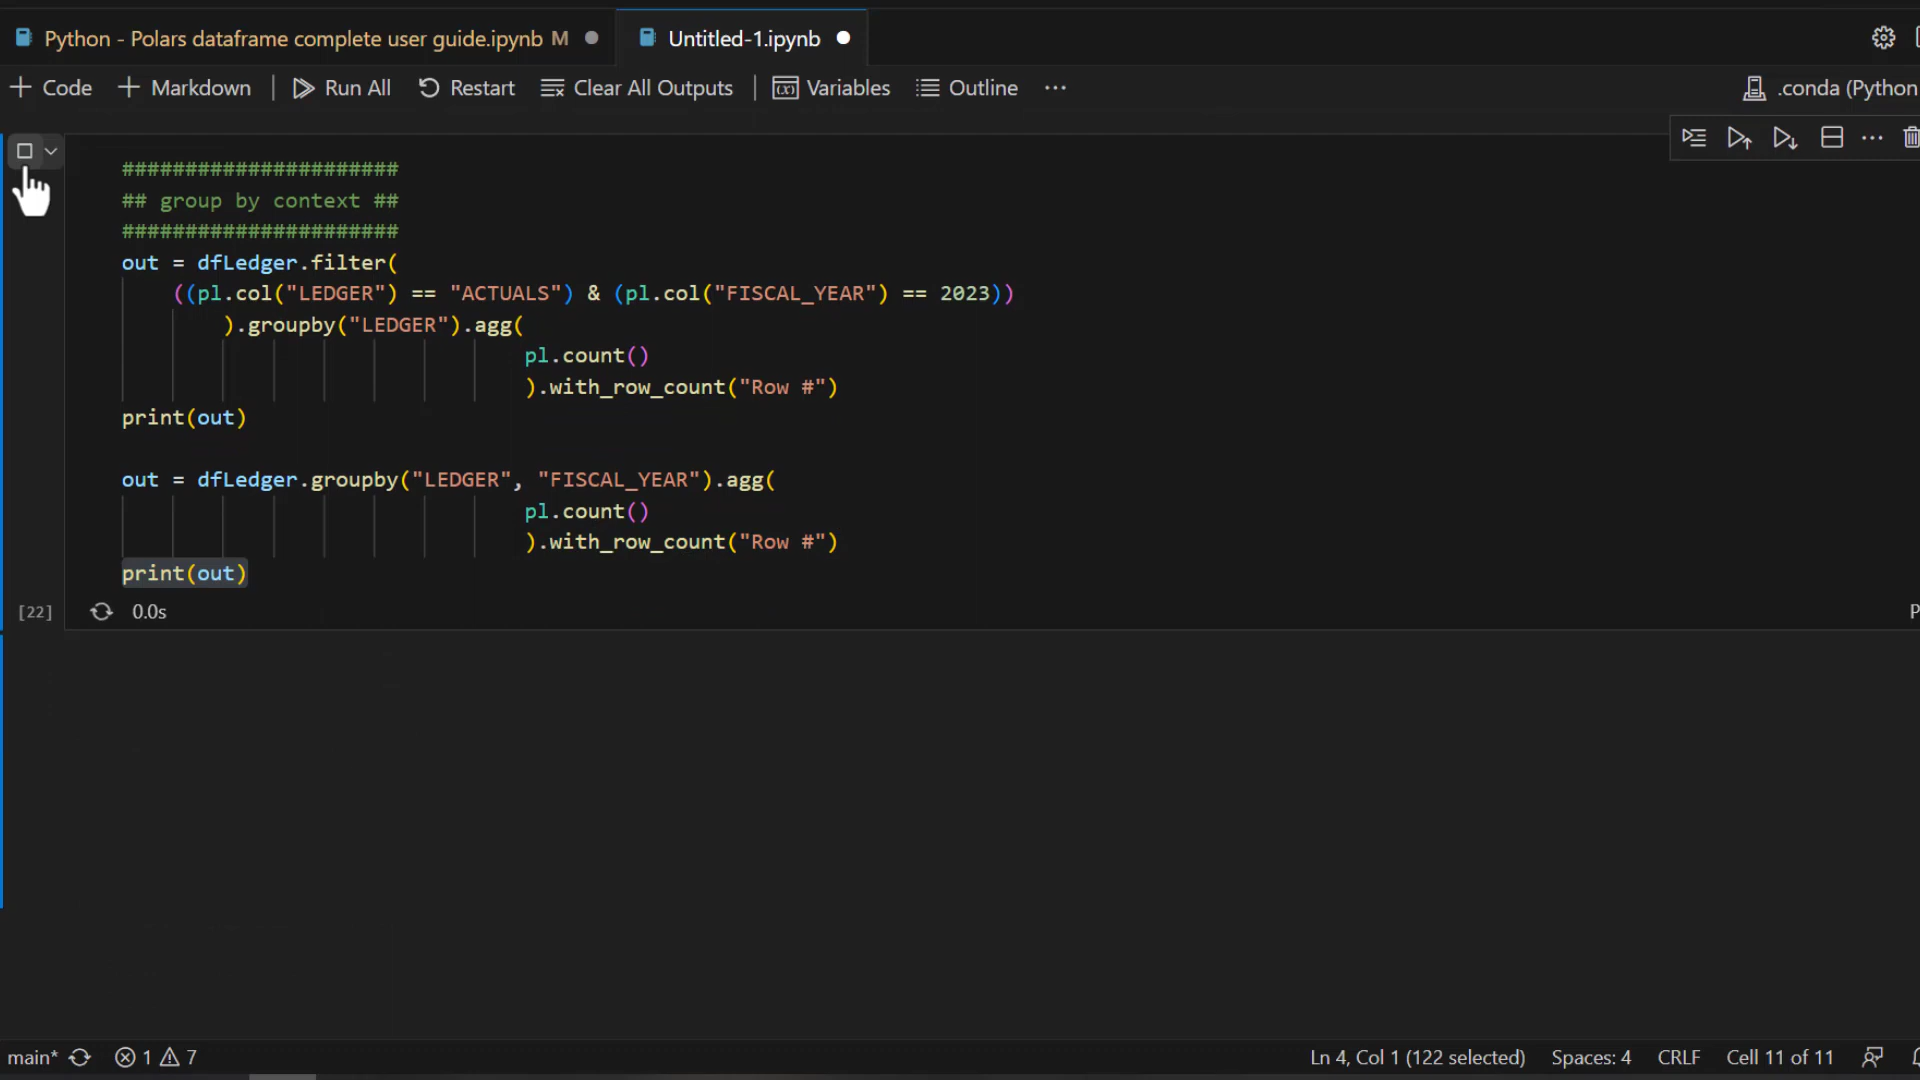 Python - Polars dataframe complete user guide.ipynb M
Untitled-1.ipynb
Code
Markdown
Run All
Restart
Clear All Outputs
Variables
Outline
...
.conda (Python
######################
## group by context ##
######################
out = dfLedger.filter(
((pl.col("LEDGER") == "ACTUALS") & (pl.col("FISCAL_YEAR") == 2023))
).groupby("LEDGER").agg(
pl.count()
).with_row_count("Row #")
print(out)
out = dfLedger.groupby("LEDGER", "FISCAL_YEAR").agg(
pl.count()
).with_row_count("Row #")
print(out)
[22]
0.0s
P
main*
1
7
Ln 4, Col 1 (122 selected)
Spaces: 4
CRLF
Cell 11 of 11